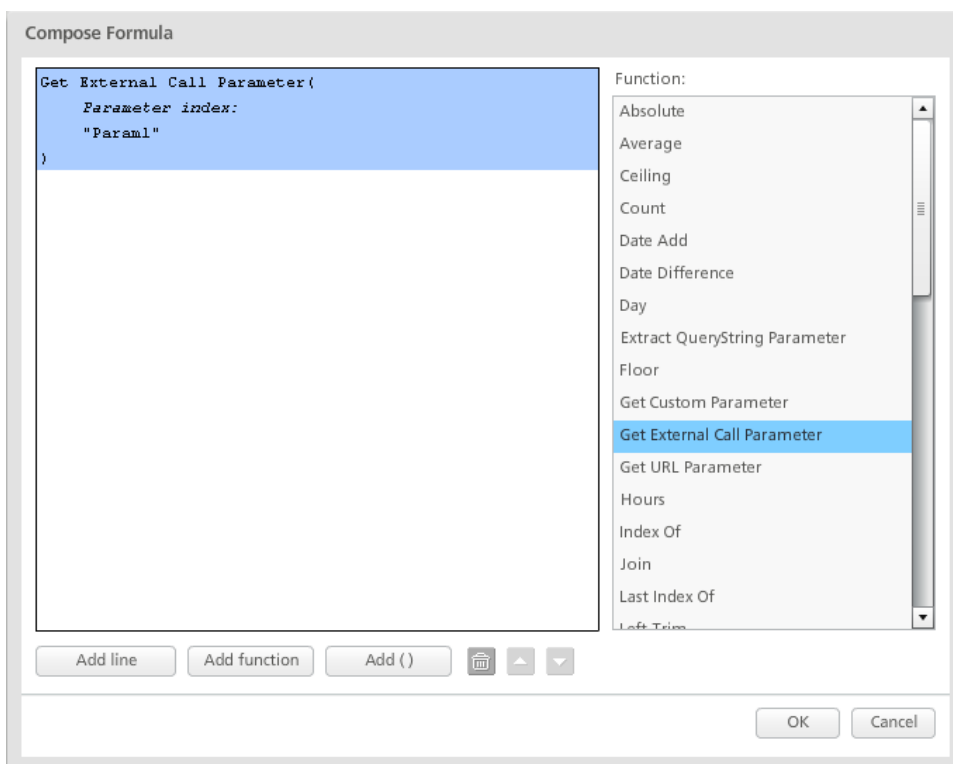 Compose Formula
Get External Call Parameter(
Parameter index:
"Param1"
)
Function:
Absolute
Average
Ceiling
Count
Date Add
Date Difference
Day
Extract QueryString Parameter
Floor
Get Custom Parameter
Get External Call Parameter
Get URL Parameter
Hours
Index Of
Join
Last Index Of
Left Trim
Add line
Add function
Add ( )
OK
Cancel